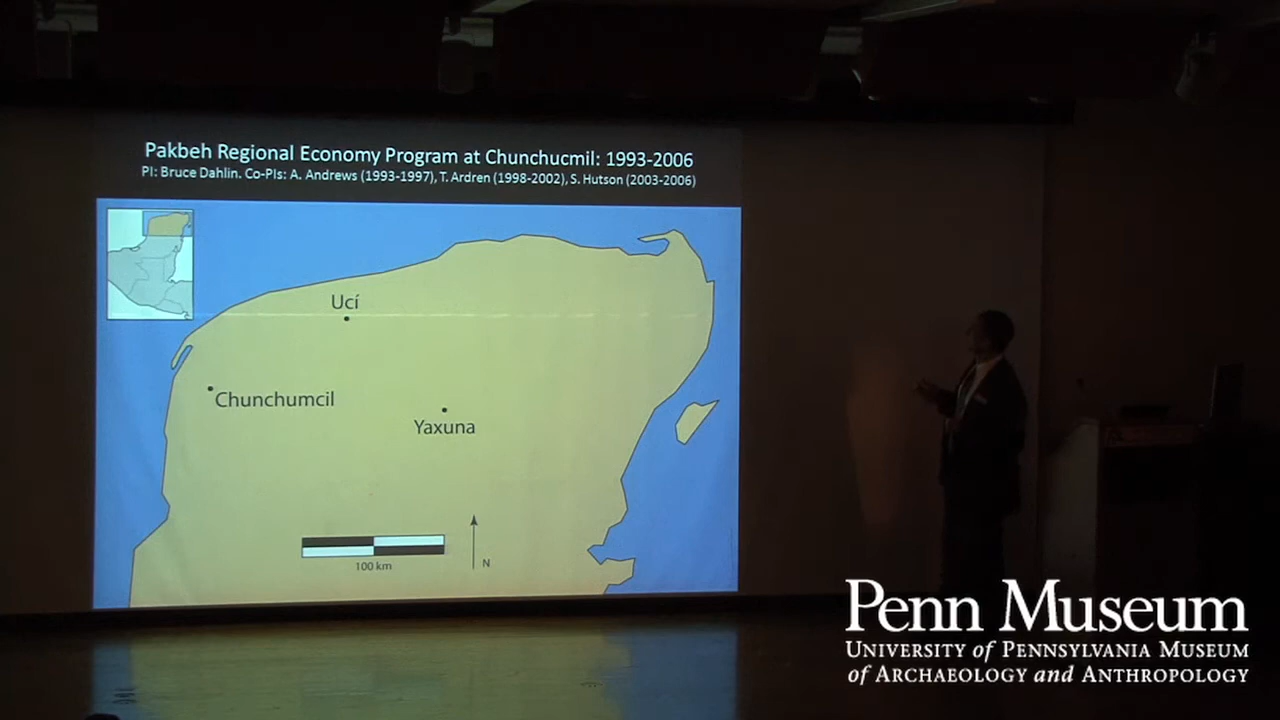 Pakbeh Regional Economy Program at Chunchucmil: 1993-2006
PI: Bruce Dahlin. Co-PIs: A. Andrews (1993-1997), T. Ardren (1998-2002), S. Hutson (2003-2006)
Ucí
Chunchumcil
Yaxuna
100 km
N
Penn Museum
University of Pennsylvania Museum
of Archaeology and Anthropology